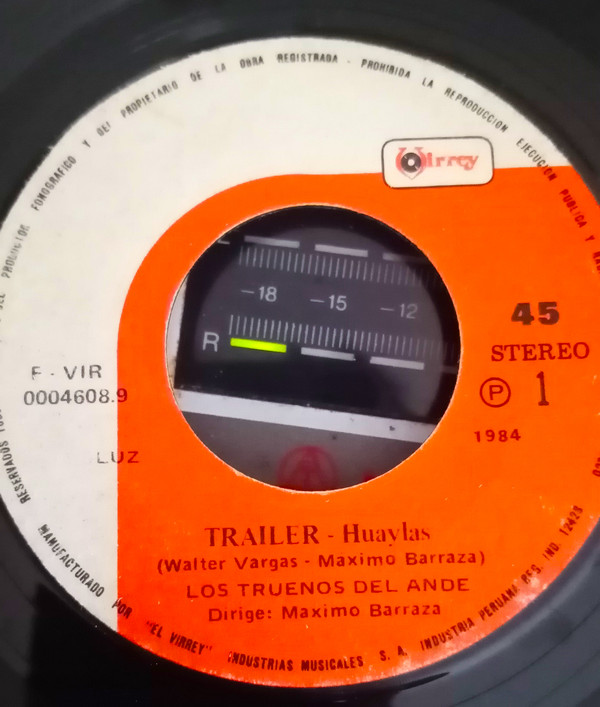 DEL PRODUCTOR FONOGRAFICO Y DEL PROPIETARIO DE LA OBRA REGISTRADA - PROHIBIDA LA REPRODUCCION EJECUCION PUBLICA Y
Virrey
-18 -15 -12
R
45
STEREO
F - VIR
0004608.9
Ⓟ 1
1984
LUZ
TRAILER - Huaylas
(Walter Vargas - Maximo Barraza)
LOS TRUENOS DEL ANDE
Dirige: Maximo Barraza
RESERVADOS
MANUFACTURADO POR "EL VIRREY" INDUSTRIAS MUSICALES S. A. INDUSTRIA PERUANA RES. IND. 12428